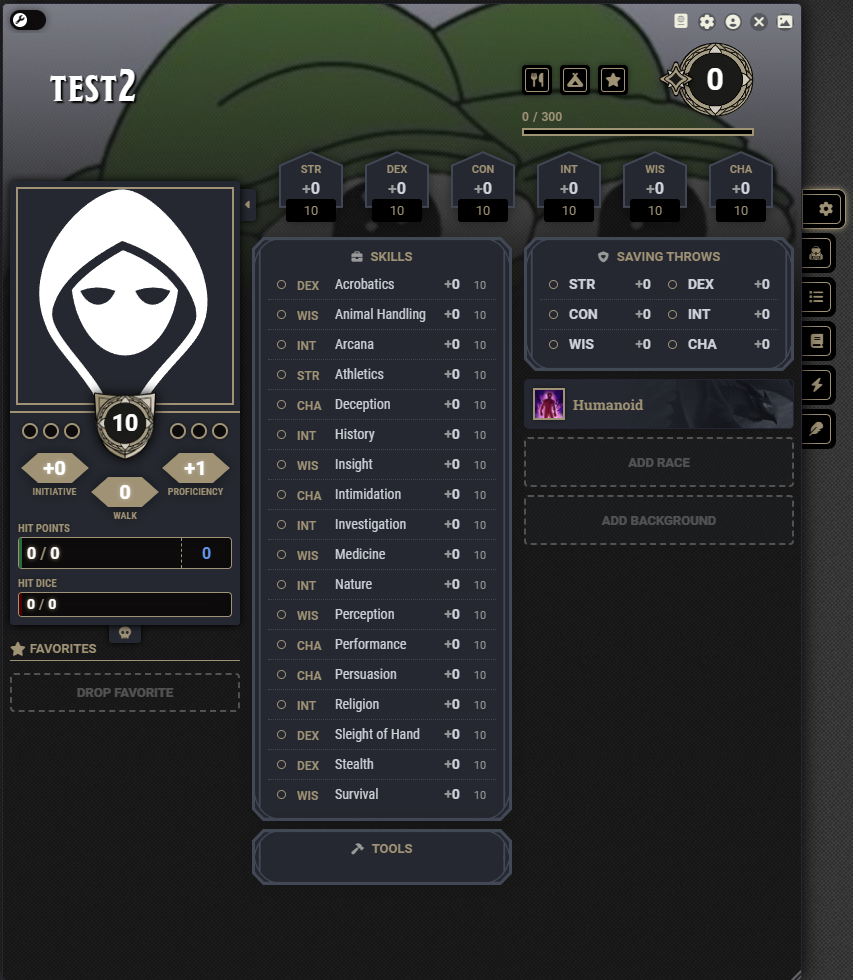 TEST2
0
0 / 300
STR DEX CON INT WIS CHA
+0 +0 +0 +0 +0 +0
10 10 10 10 10 10
10
+0 +1
INITIATIVE PROFICIENCY
0
WALK
HIT POINTS
0 / 0 0
HIT DICE
0 / 0
FAVORITES
DROP FAVORITE
SKILLS
DEX Acrobatics +0 10
WIS Animal Handling +0 10
INT Arcana +0 10
STR Athletics +0 10
CHA Deception +0 10
INT History +0 10
WIS Insight +0 10
CHA Intimidation +0 10
INT Investigation +0 10
WIS Medicine +0 10
INT Nature +0 10
WIS Perception +0 10
CHA Performance +0 10
CHA Persuasion +0 10
INT Religion +0 10
DEX Sleight of Hand +0 10
DEX Stealth +0 10
WIS Survival +0 10
TOOLS
SAVING THROWS
STR +0 DEX +0
CON +0 INT +0
WIS +0 CHA +0
Humanoid
ADD RACE
ADD BACKGROUND